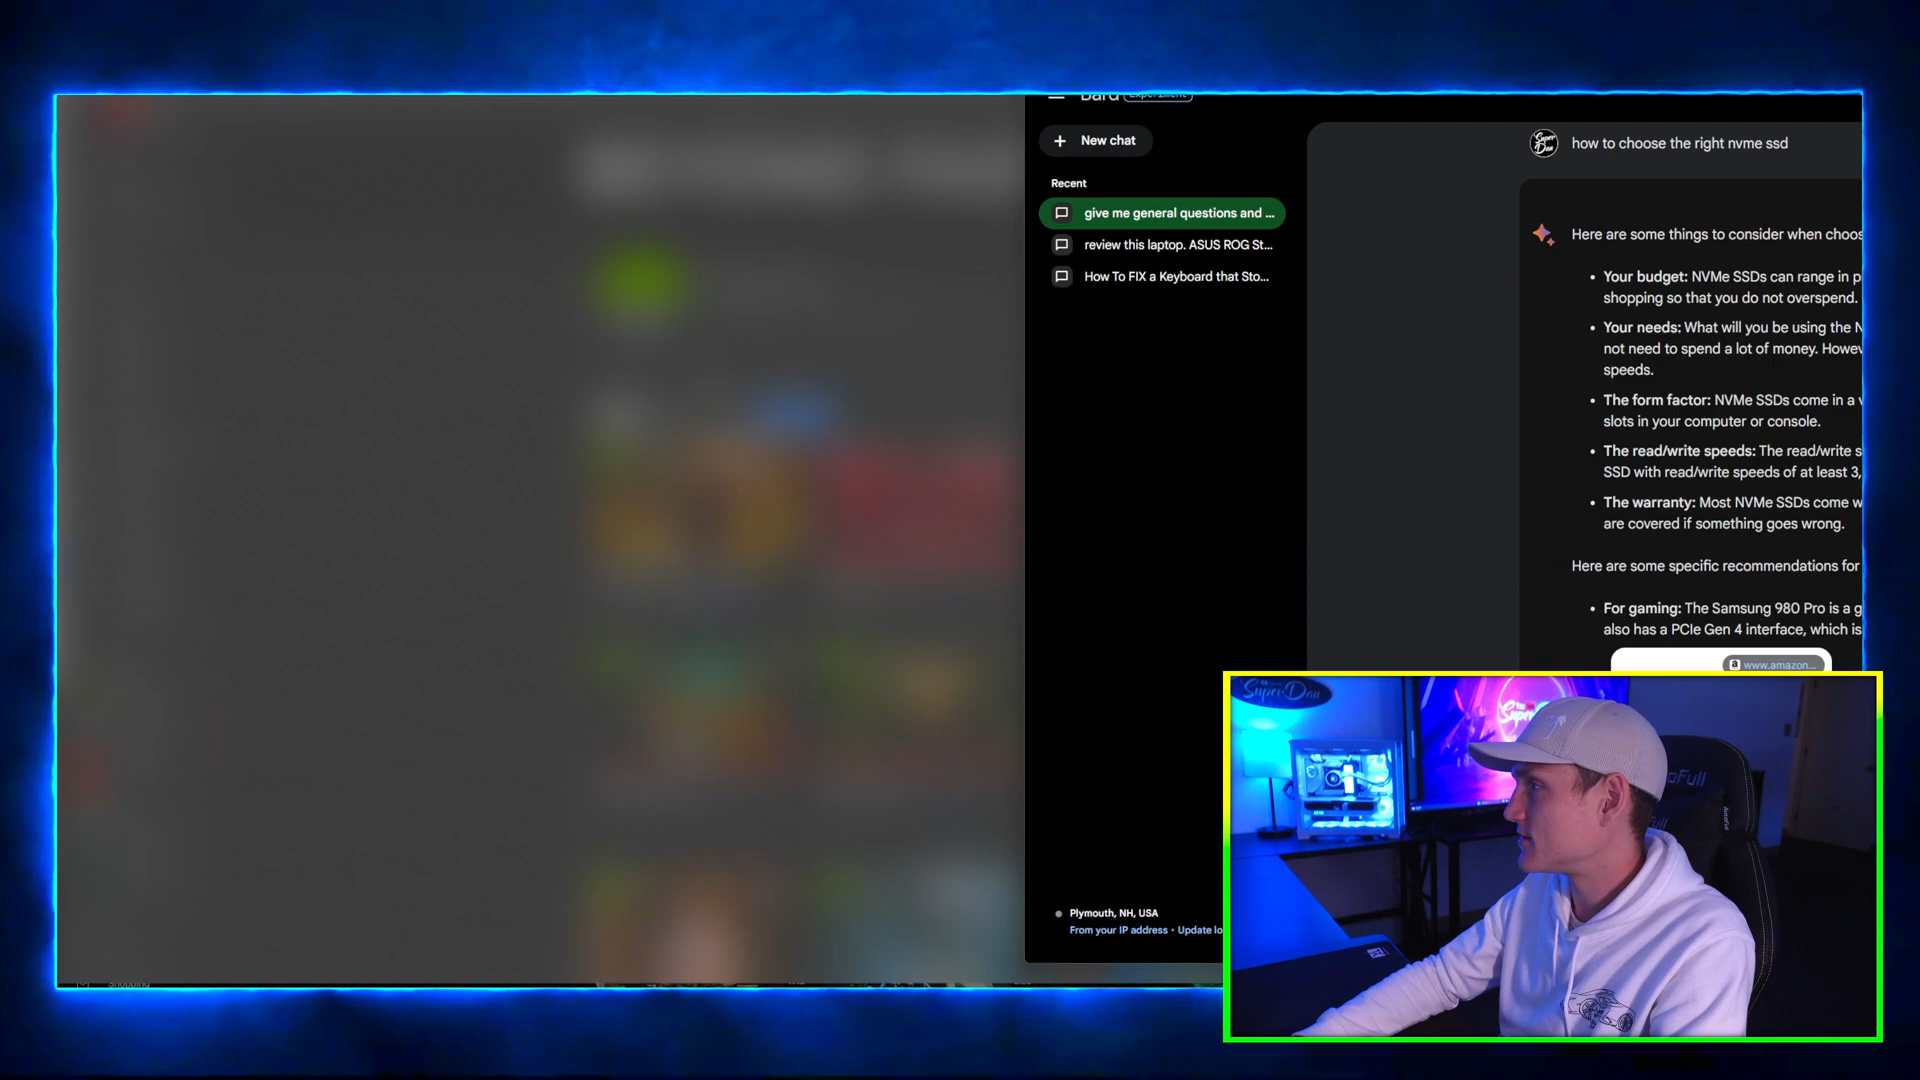 Bard Experiment
New chat
Recent
give me general questions and ...
review this laptop. ASUS ROG St...
How To FIX a Keyboard that Sto...
Plymouth, NH, USA
From your IP address • Update lo
how to choose the right nvme ssd
Here are some things to consider when choos
• Your budget: NVMe SSDs can range in p
shopping so that you do not overspend.
• Your needs: What will you be using the N
not need to spend a lot of money. Howev
speeds.
• The form factor: NVMe SSDs come in a v
slots in your computer or console.
• The read/write speeds: The read/write s
SSD with read/write speeds of at least 3,
• The warranty: Most NVMe SSDs come w
are covered if something goes wrong.
Here are some specific recommendations for
• For gaming: The Samsung 980 Pro is a g
also has a PCIe Gen 4 interface, which is
www.amazon...
Super Dan
Shopping